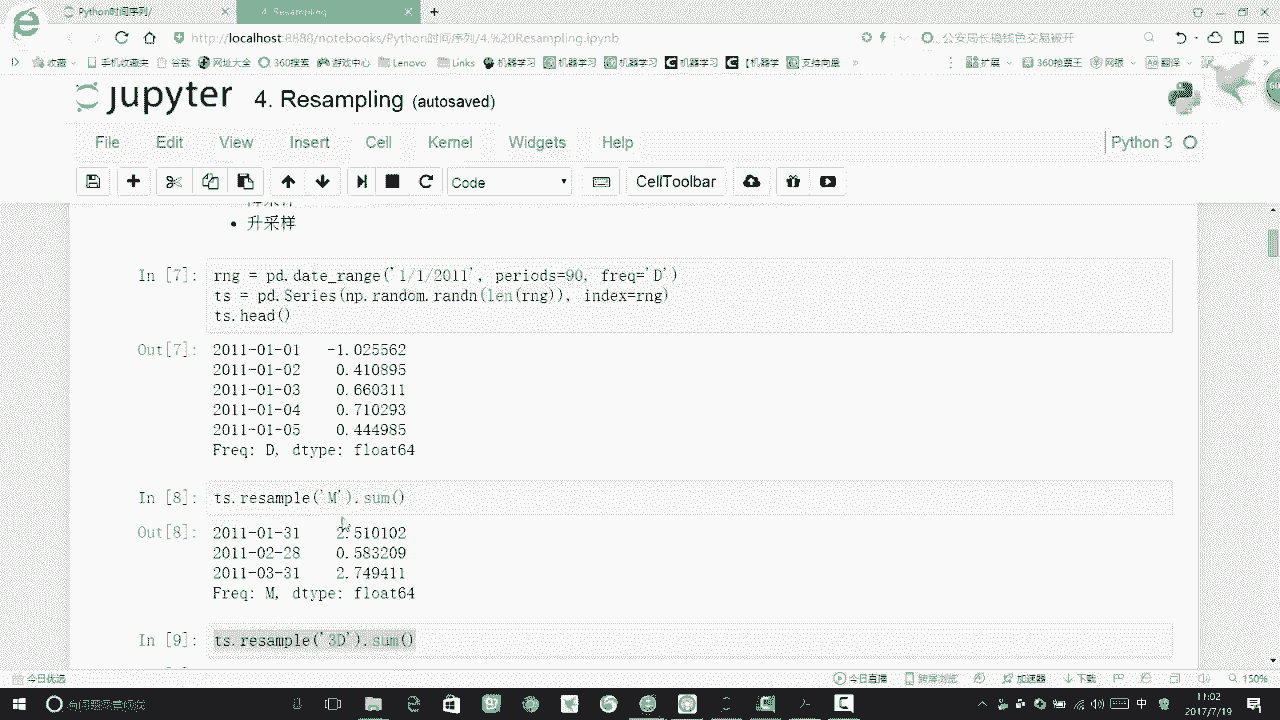 Python时间序列/
4. Resampling
http://localhost:8888/notebooks/Python时间序列/4.%20Resampling.ipynb
公安局长搞钱色交易被开
收藏 手机收藏夹 谷歌 网址大全 360搜索 游戏中心 Lenovo Links 机器学习 机器学习 机器学习 机器学习 【机器学 支持向量 » 扩展 360抢票王 网银 翻译
jupyter 4. Resampling (autosaved)
File Edit View Insert Cell Kernel Widgets Help
Python 3
Code
CellToolbar
• 升采样
In [7]: rng = pd.date_range('1/1/2011', periods=90, freq='D')
ts = pd.Series(np.random.randn(len(rng)), index=rng)
ts.head()
Out[7]: 2011-01-01 -1.025562
2011-01-02 0.410895
2011-01-03 0.660311
2011-01-04 0.710293
2011-01-05 0.444985
Freq: D, dtype: float64
In [8]: ts.resample('M').sum()
Out[8]: 2011-01-31 2.510102
2011-02-28 0.583209
2011-03-31 2.749411
Freq: M, dtype: float64
In [9]: ts.resample('3D').sum()
今日优选
今日直播 加速器 下载 150%
11:02
中
2017/7/19